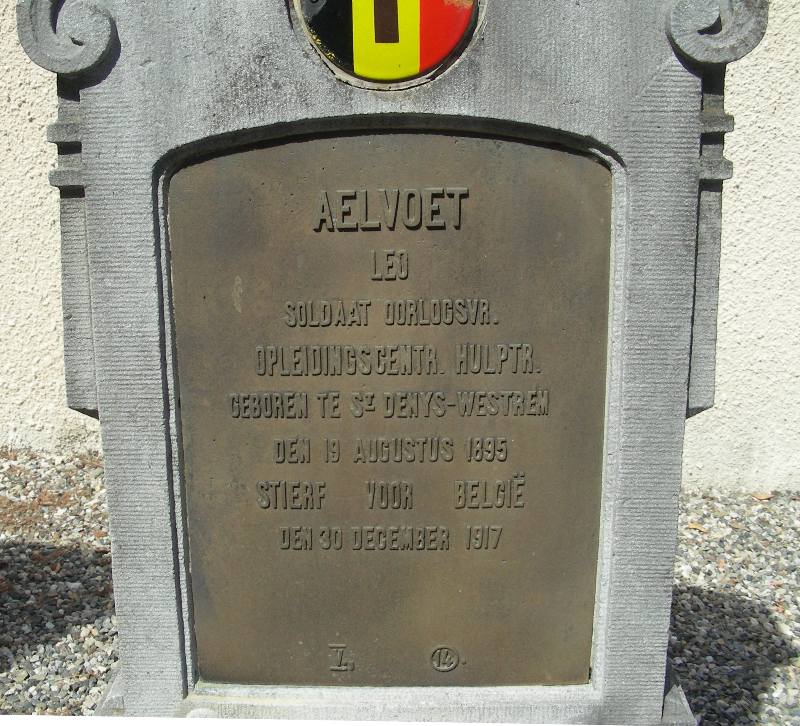 AELVOET
LEO
SOLDAAT OORLOGSVR.
OPLEIDINGSCENTR. HULPTR.
GEBOREN TE ST DENYS-WESTREM
DEN 19 AUGUSTUS 1895
STIERF VOOR BELGIË
DEN 30 DECEMBER 1917
V. 14.